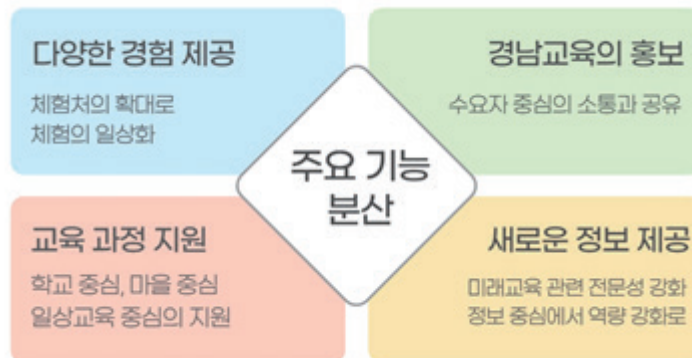 다양한 경험 제공
체험처의 확대로
체험의 일상화
경남교육의 홍보
수요자 중심의 소통과 공유
주요 기능
분산
교육 과정 지원
학교 중심, 마을 중심
일상교육 중심의 지원
새로운 정보 제공
미래교육 관련 전문성 강화
정보 중심에서 역량 강화로